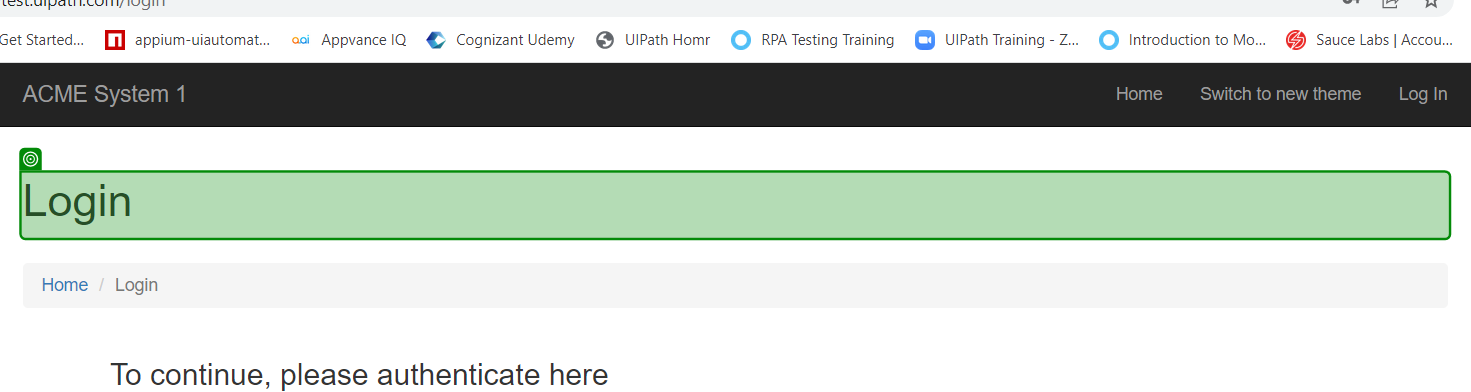 test.uipath.com/login
Get Started... appium-uiautomat... Appvance IQ Cognizant Udemy UIPath Homr RPA Testing Training UIPath Training - Z... Introduction to Mo... Sauce Labs | Accou...
ACME System 1 Home Switch to new theme Log In
Login
Home / Login
To continue, please authenticate here